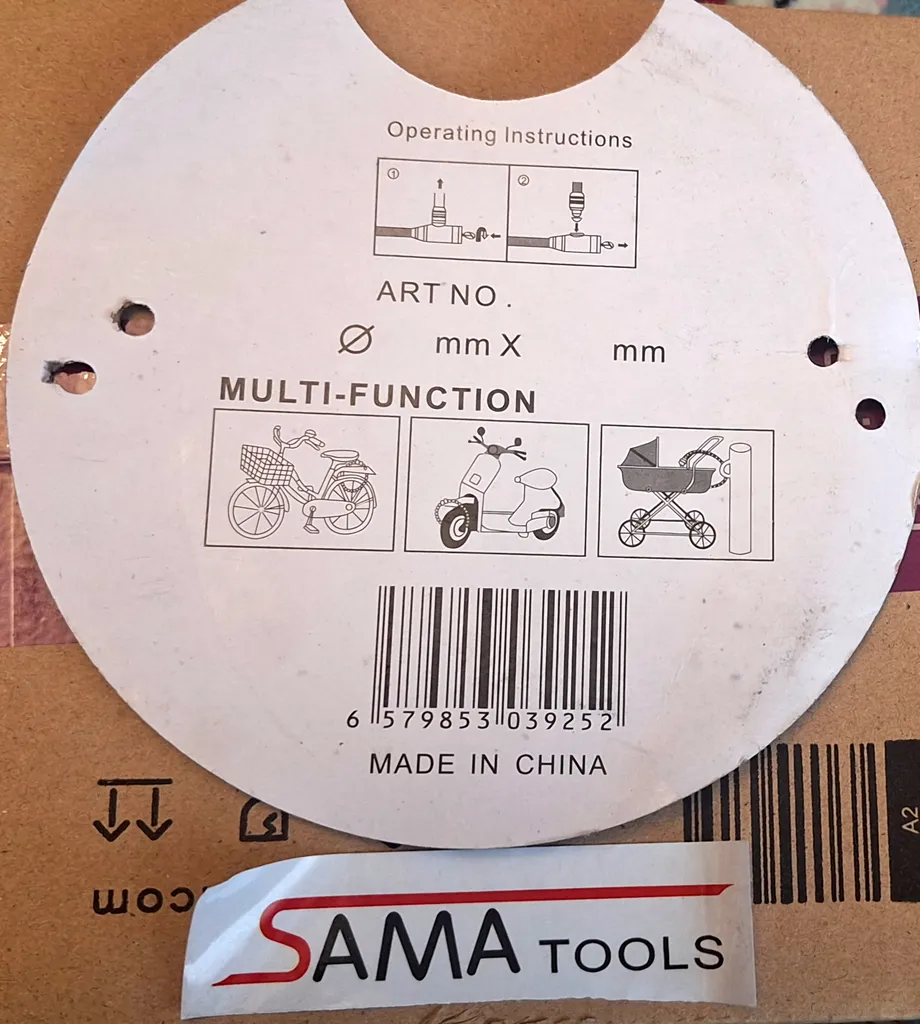 Operating Instructions
① ②
ART NO .
Ø mm X mm
MULTI-FUNCTION
6 579853 039252
MADE IN CHINA
A2
.com
SAMA TOOLS